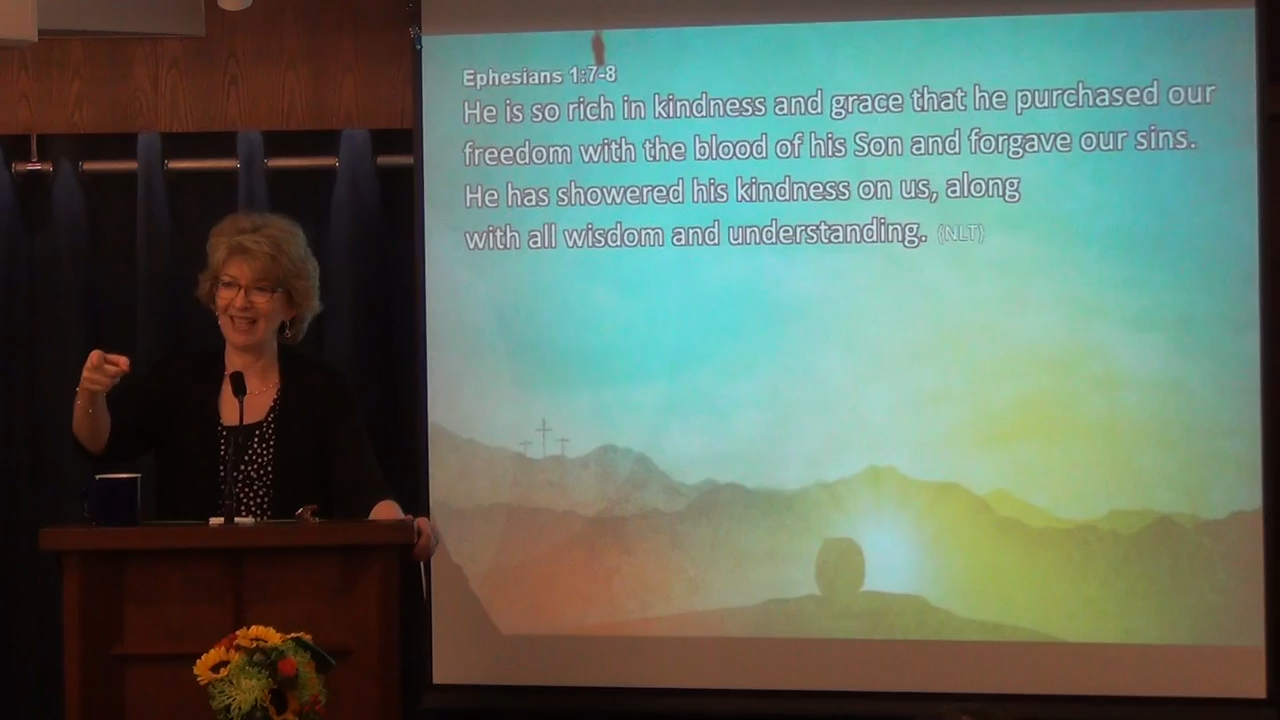 Ephesians 1:7-8
He is so rich in kindness and grace that he purchased our
freedom with the blood of his Son and forgave our sins.
He has showered his kindness on us, along
with all wisdom and understanding. (NLT)